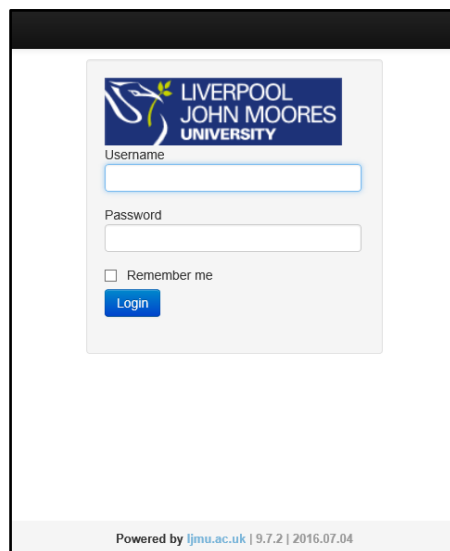 LIVERPOOL
JOHN MOORES
UNIVERSITY
Username
Password
Remember me
Login
Powered by ljmu.ac.uk | 9.7.2 | 2016.07.04